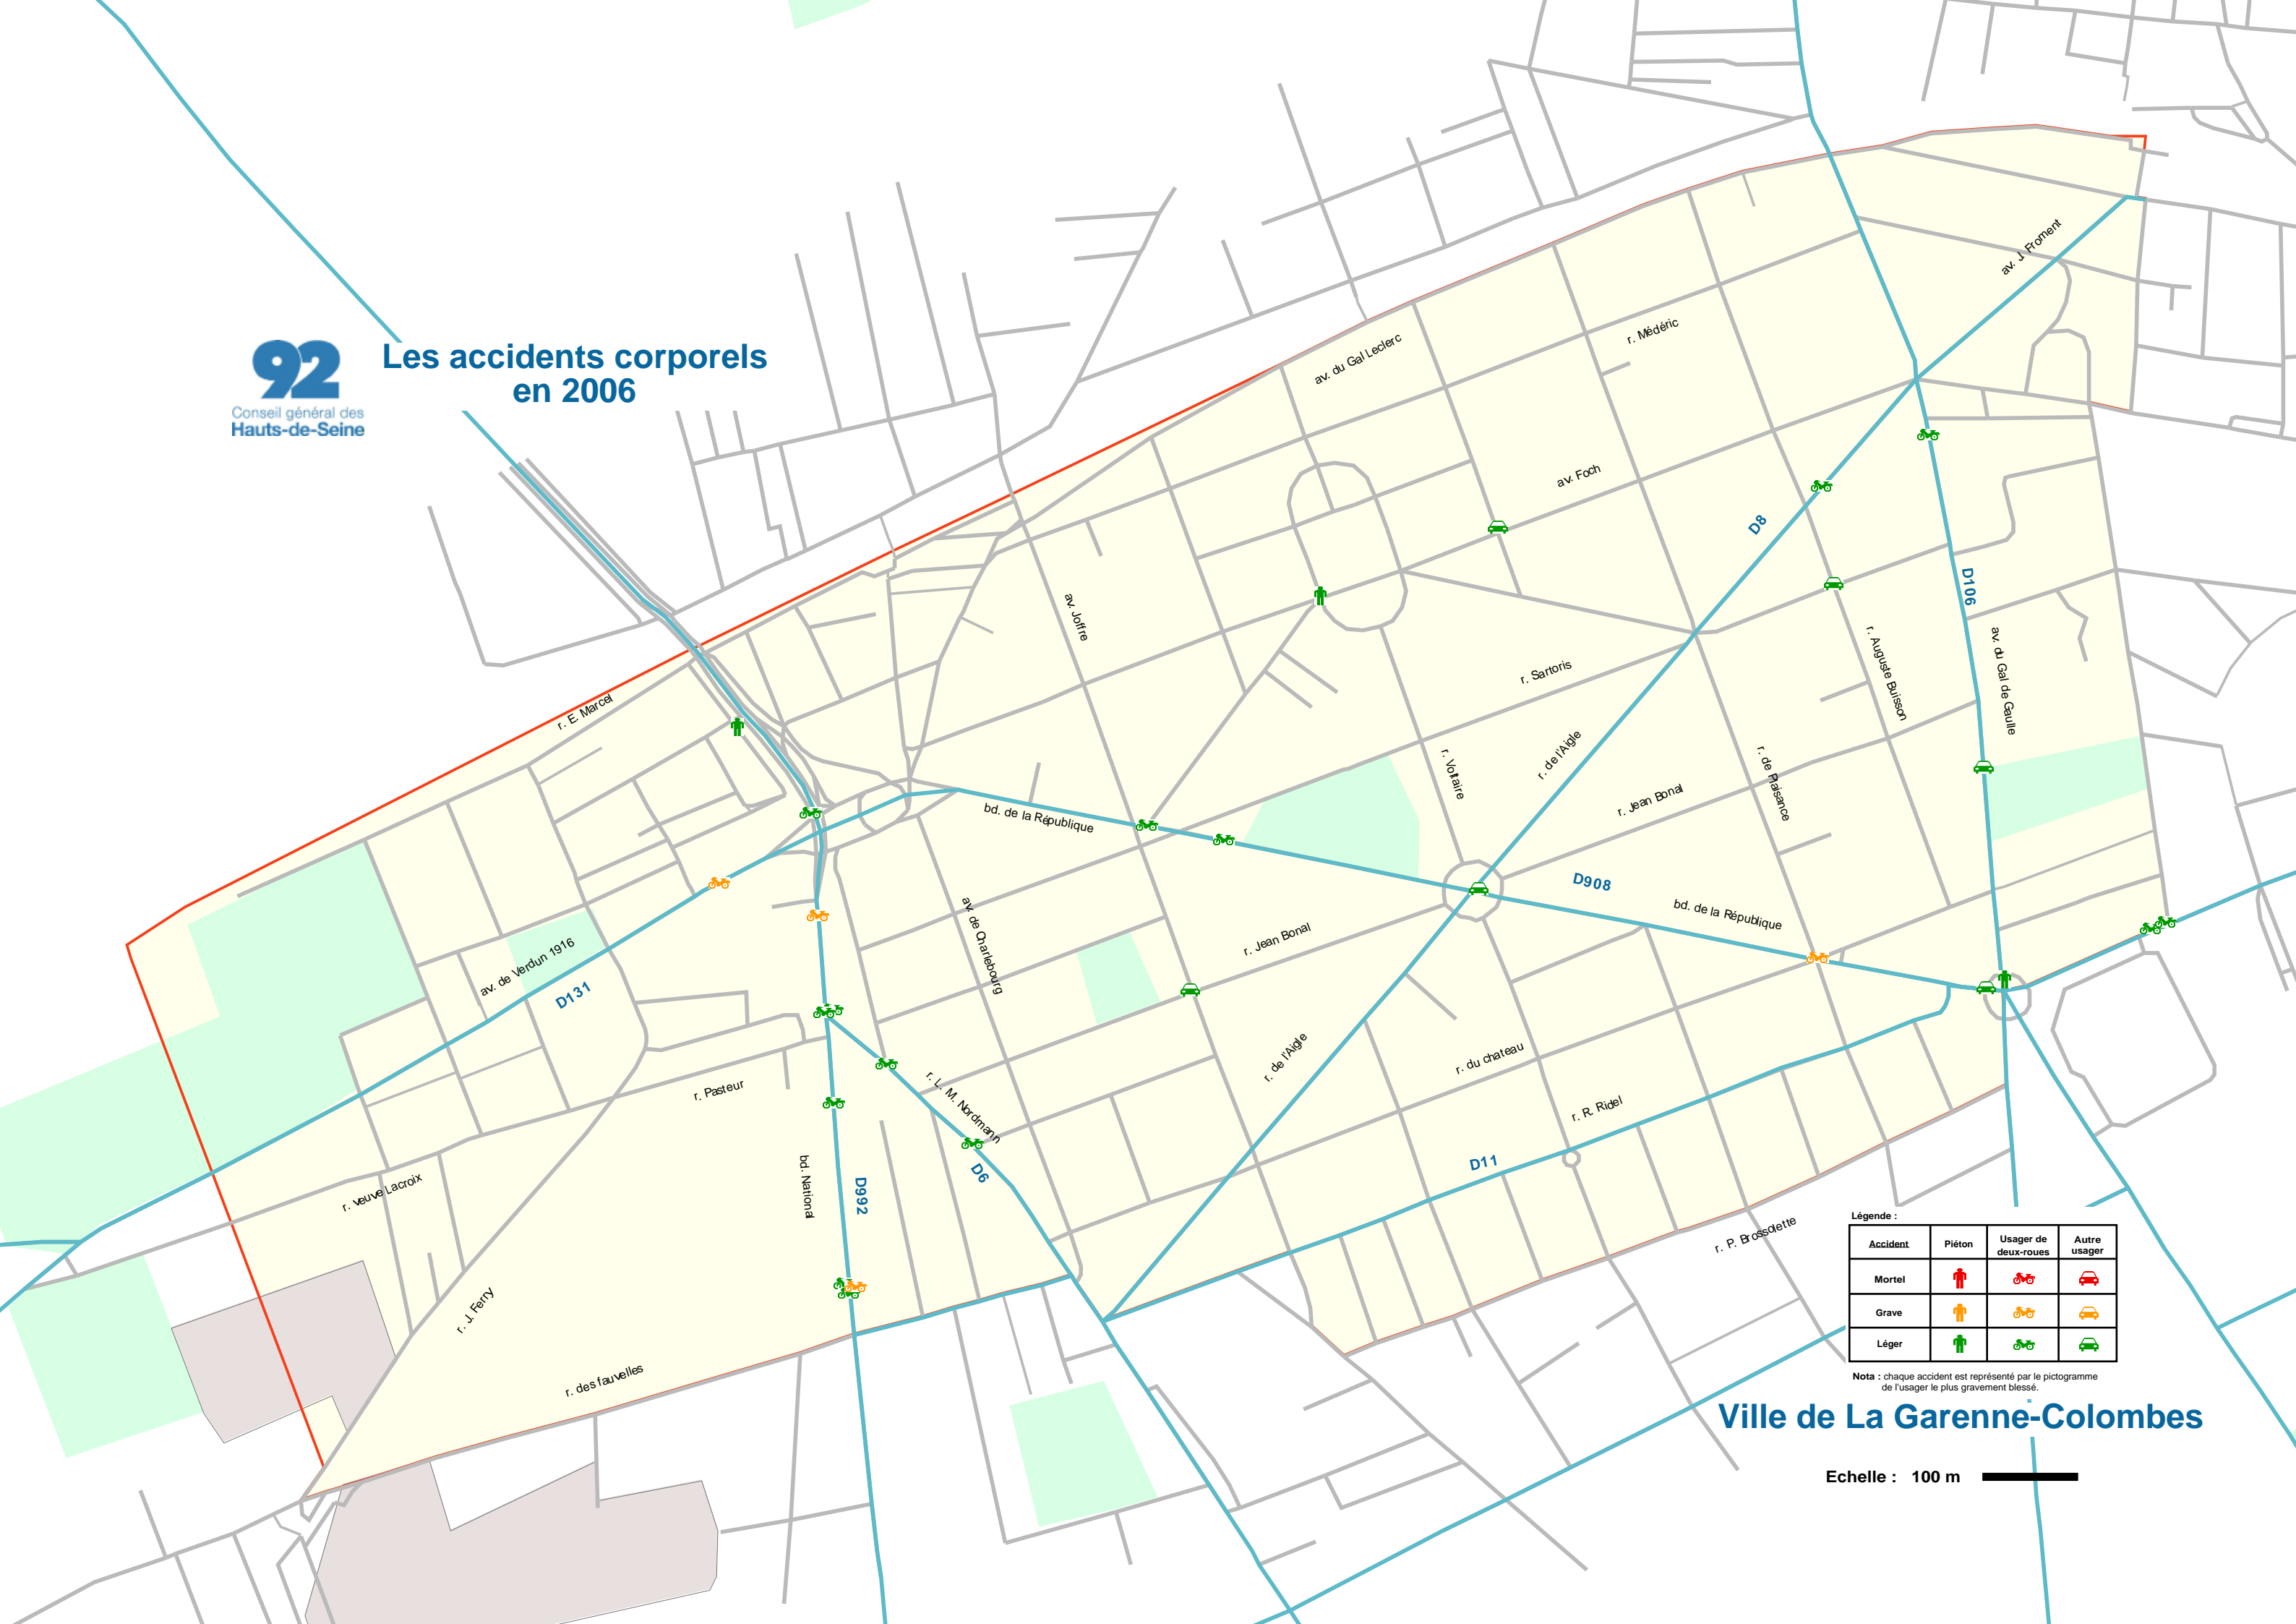 92
Conseil général des
Hauts-de-Seine
Les accidents corporels
en 2006
av. J. Froment
r. Médéric
av. du Gal Leclerc
av. Foch
D8
D106
av. Joffre
r. Auguste Buisson
av. du Gal de Gaulle
r. Sartoris
r. E. Marcel
r. de l'Aigle
r. Voltaire
r. de Plaisance
r. Jean Bonal
bd. de la République
D908
bd. de la République
av. de Charlebourg
r. Jean Bonal
av. de Verdun 1916
D131
r. de l'Aigle
r. du chateau
r. Pasteur
r. L. M. Nordmann
r. R. Ridel
D11
D6
bd. National
D992
r. veuve Lacroix
r. P. Brossolette
r. J. Ferry
r. des fauvelles
Légende :
Accident Piéton Usager de deux-roues Autre usager
Mortel
Grave
Léger
Nota : chaque accident est représenté par le pictogramme
de l'usager le plus gravement blessé.
Ville de La Garenne-Colombes
Echelle : 100 m